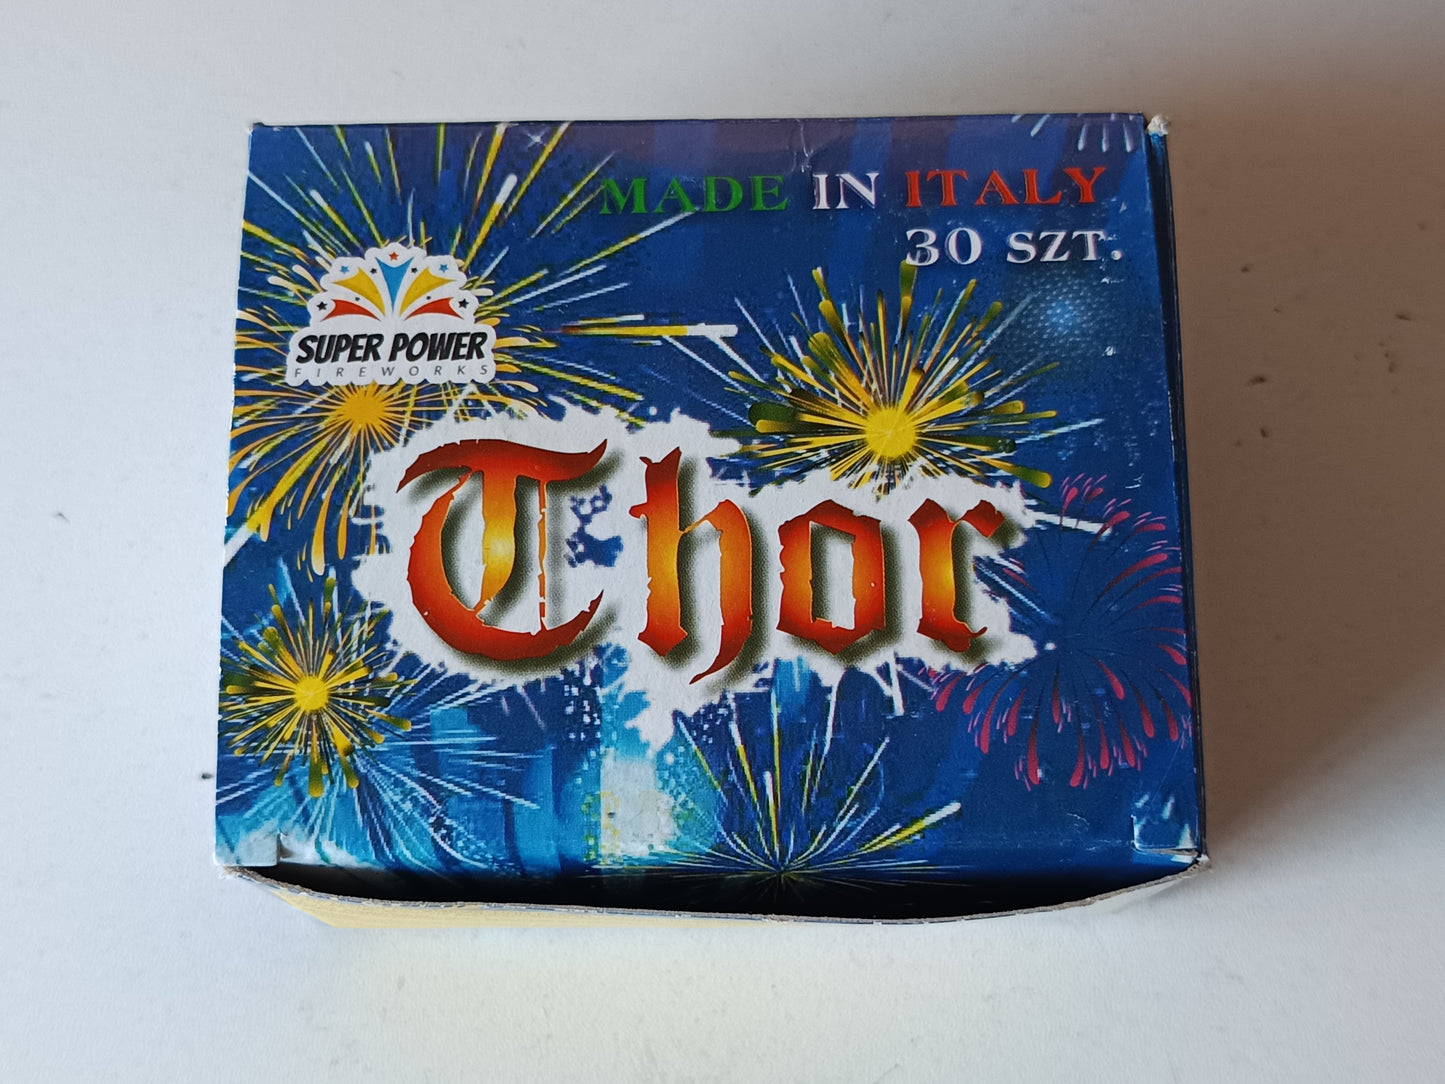 MADE IN ITALY
30 SZT.
SUPER POWER
FIREWORKS
Thor